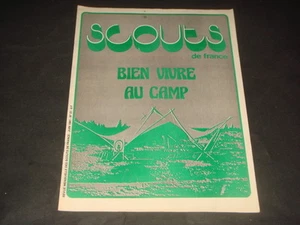 SCOUTS
de france
BIEN VIVRE
AU CAMP